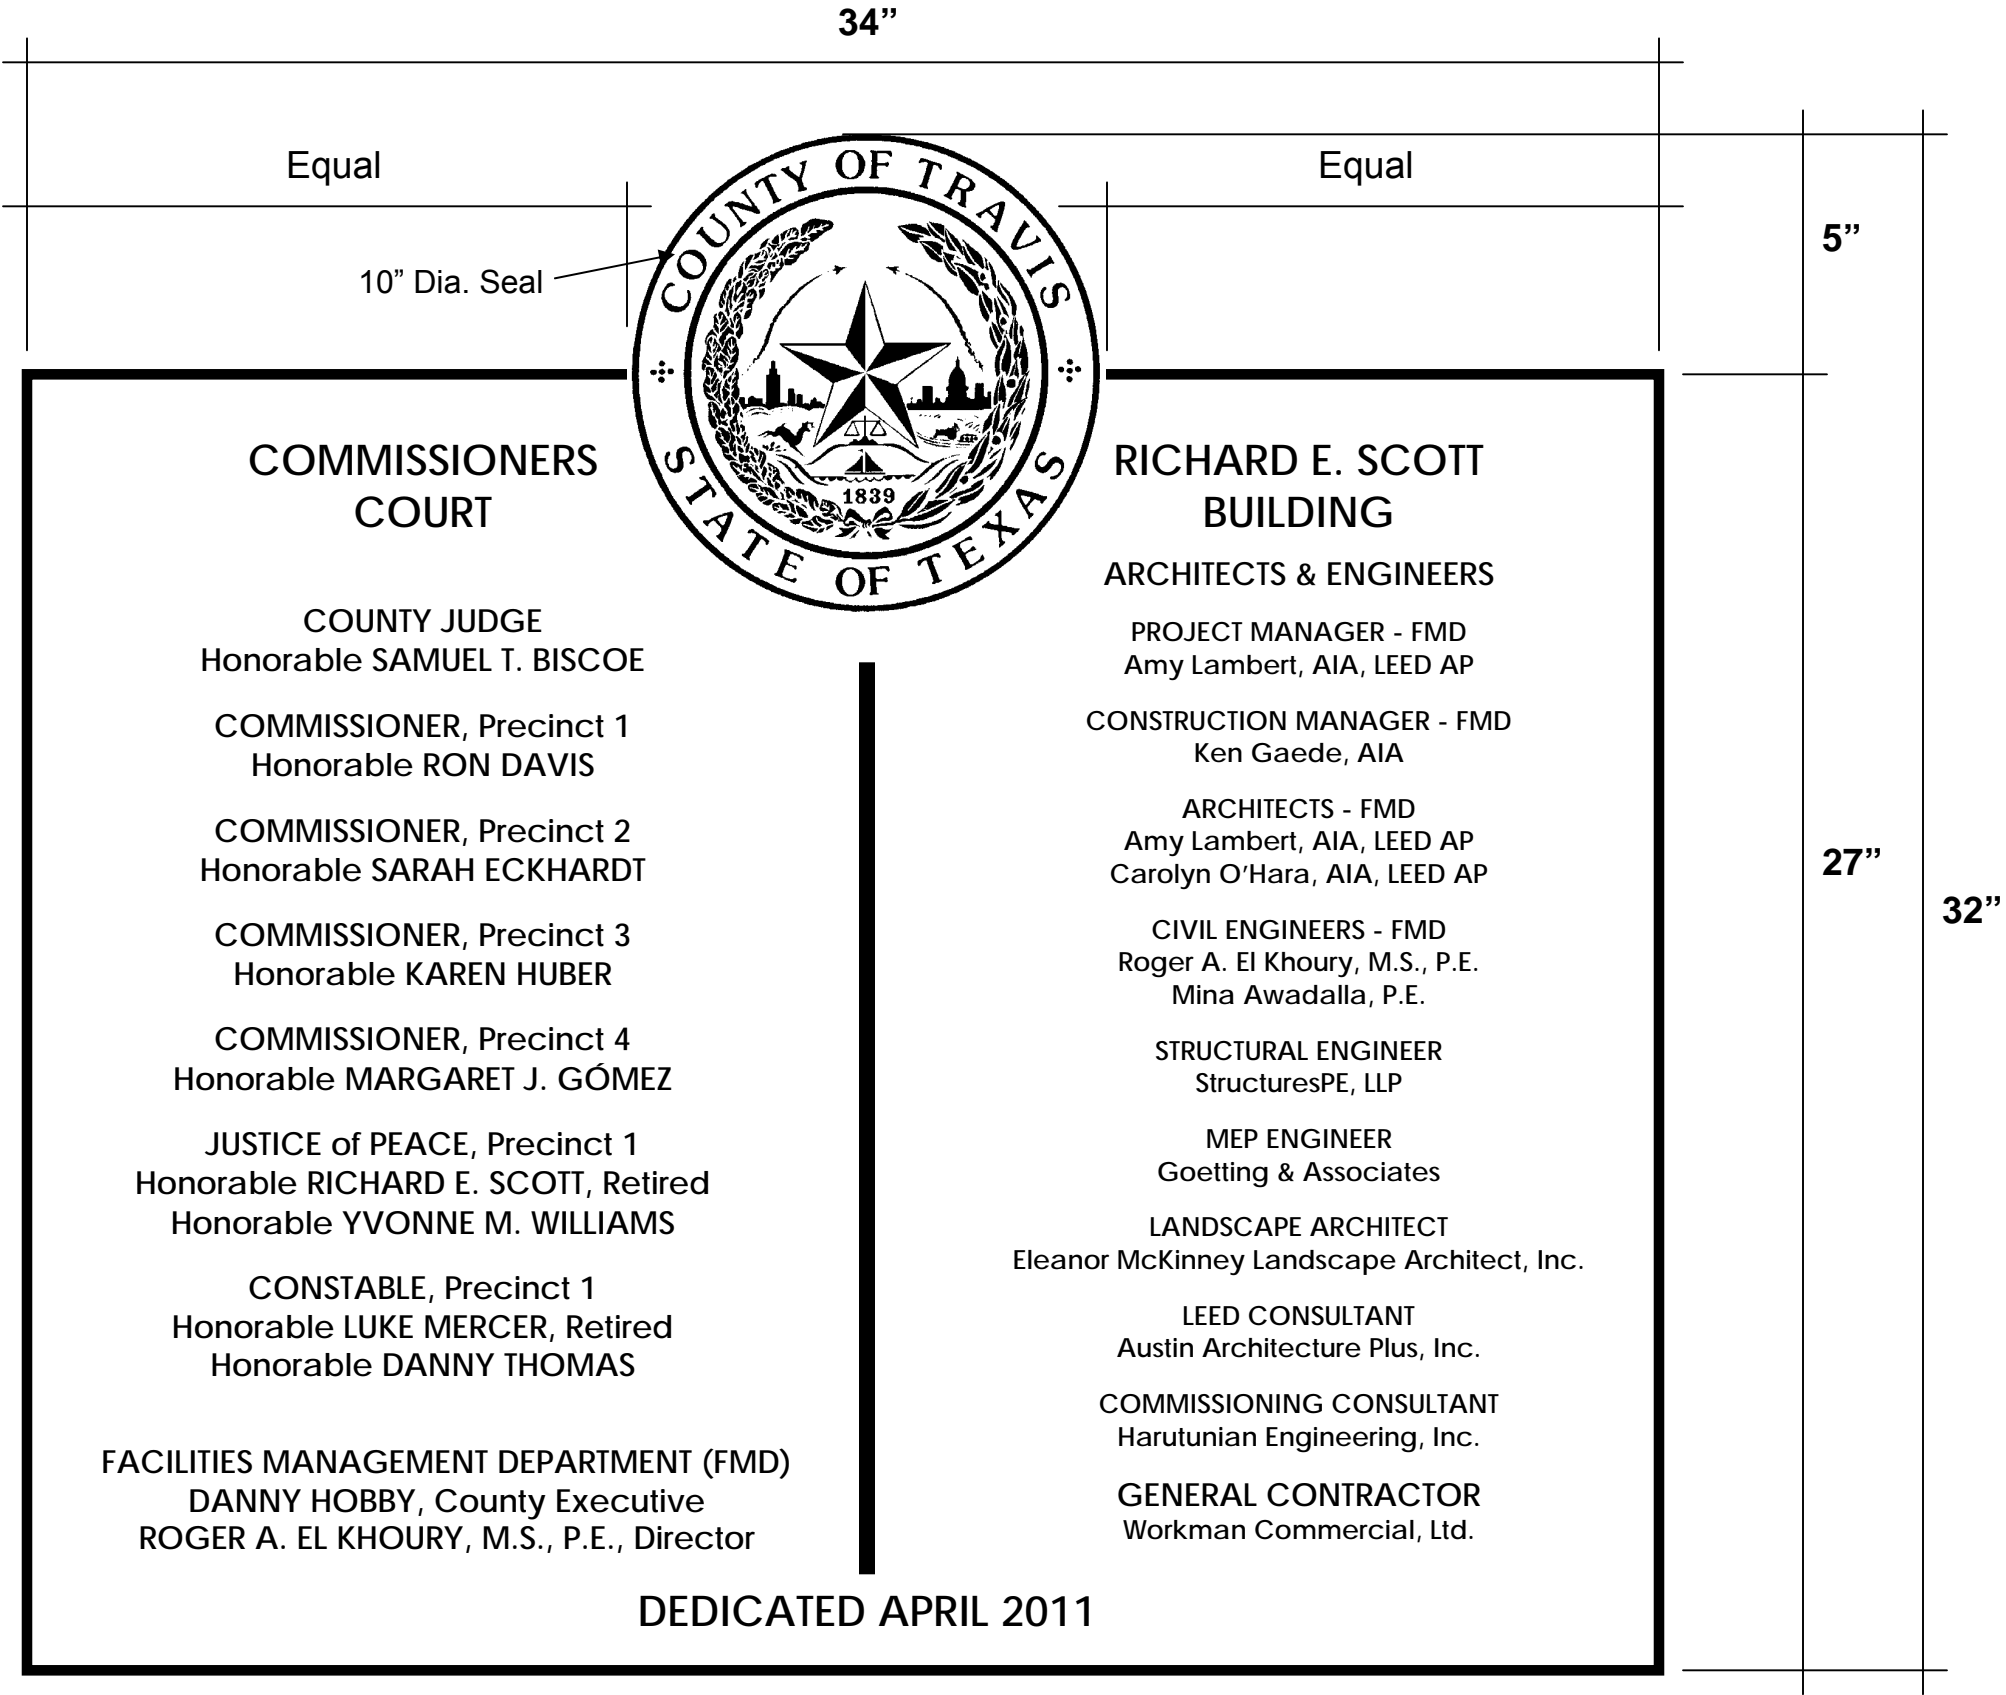 34”
Equal
Equal
5”
10” Dia. Seal
COUNTY OF TRAVIS
STATE OF TEXAS
1839
COMMISSIONERS
COURT
COUNTY JUDGE
Honorable SAMUEL T. BISCOE
COMMISSIONER, Precinct 1
Honorable RON DAVIS
COMMISSIONER, Precinct 2
Honorable SARAH ECKHARDT
COMMISSIONER, Precinct 3
Honorable KAREN HUBER
COMMISSIONER, Precinct 4
Honorable MARGARET J. GÓMEZ
JUSTICE of PEACE, Precinct 1
Honorable RICHARD E. SCOTT, Retired
Honorable YVONNE M. WILLIAMS
CONSTABLE, Precinct 1
Honorable LUKE MERCER, Retired
Honorable DANNY THOMAS
FACILITIES MANAGEMENT DEPARTMENT (FMD)
DANNY HOBBY, County Executive
ROGER A. EL KHOURY, M.S., P.E., Director
RICHARD E. SCOTT
BUILDING
ARCHITECTS & ENGINEERS
PROJECT MANAGER - FMD
Amy Lambert, AIA, LEED AP
CONSTRUCTION MANAGER - FMD
Ken Gaede, AIA
ARCHITECTS - FMD
Amy Lambert, AIA, LEED AP
Carolyn O’Hara, AIA, LEED AP
CIVIL ENGINEERS - FMD
Roger A. El Khoury, M.S., P.E.
Mina Awadalla, P.E.
STRUCTURAL ENGINEER
StructuresPE, LLP
MEP ENGINEER
Goetting & Associates
LANDSCAPE ARCHITECT
Eleanor McKinney Landscape Architect, Inc.
LEED CONSULTANT
Austin Architecture Plus, Inc.
COMMISSIONING CONSULTANT
Harutunian Engineering, Inc.
GENERAL CONTRACTOR
Workman Commercial, Ltd.
DEDICATED APRIL 2011
27”
32”